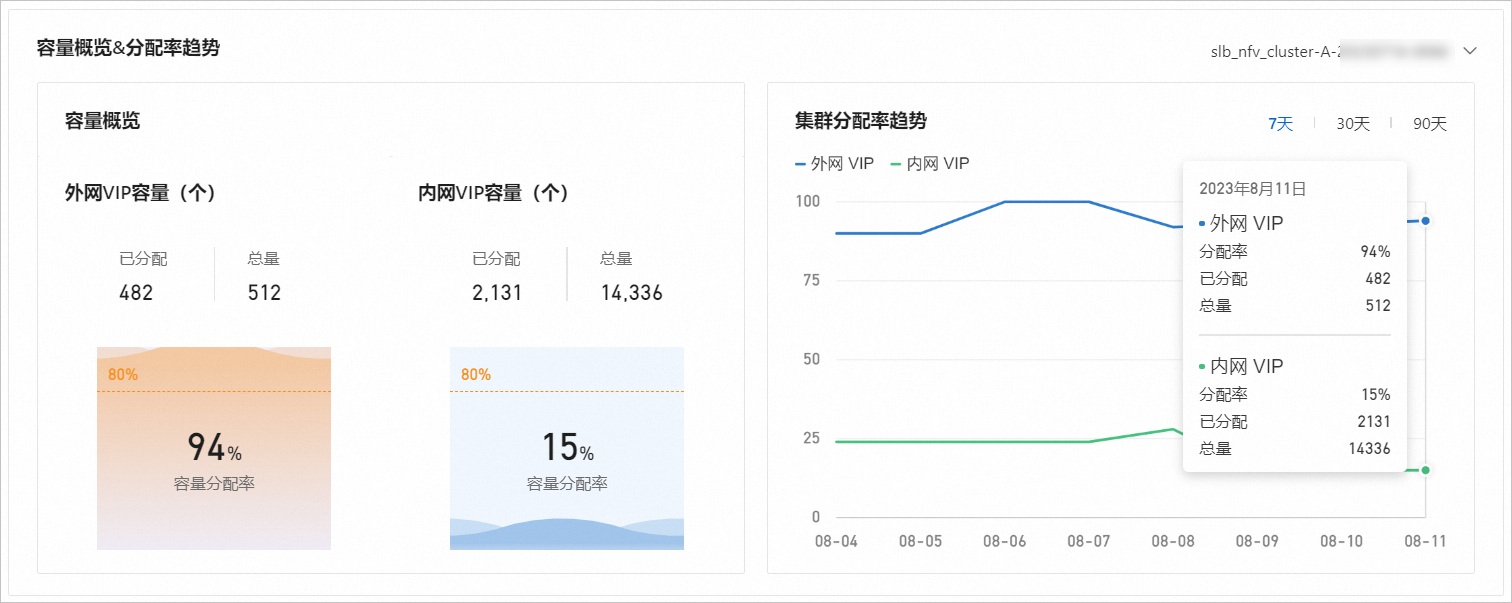 容量概览&分配率趋势
slb_nfv_cluster-A-2
容量概览
外网VIP容量（个）
内网VIP容量（个）
已分配 总量
482 512
已分配 总量
2,131 14,336
80%
94%
容量分配率
80%
15%
容量分配率
集群分配率趋势
7天 30天 90天
外网 VIP 内网 VIP
100
75
50
25
0
08-04 08-05 08-06 08-07 08-08 08-09 08-10 08-11
2023年8月11日
外网 VIP
分配率 94%
已分配 482
总量 512
内网 VIP
分配率 15%
已分配 2131
总量 14336